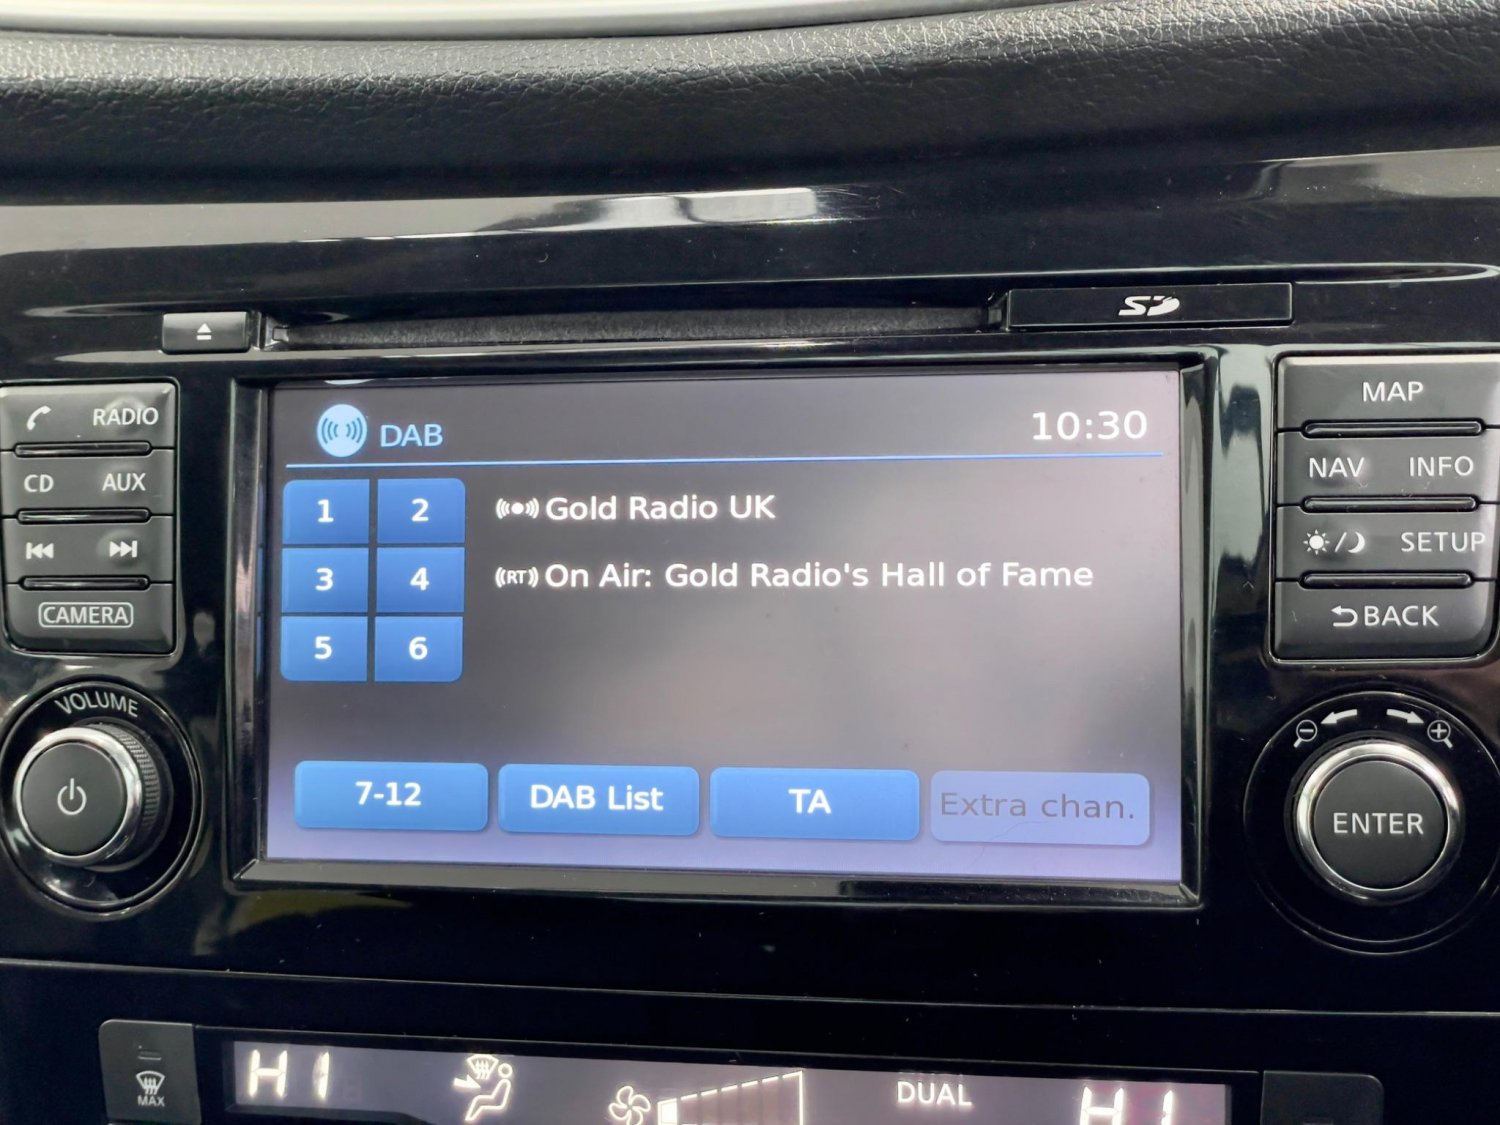 SD
RADIO
CD AUX
CAMERA
VOLUME
DAB
10:30
1 2
3 4
5 6
Gold Radio UK
(RT) On Air: Gold Radio's Hall of Fame
7-12
DAB List
TA
Extra chan.
MAP
NAV INFO
SETUP
BACK
ENTER
MAX
HI
DUAL
HI